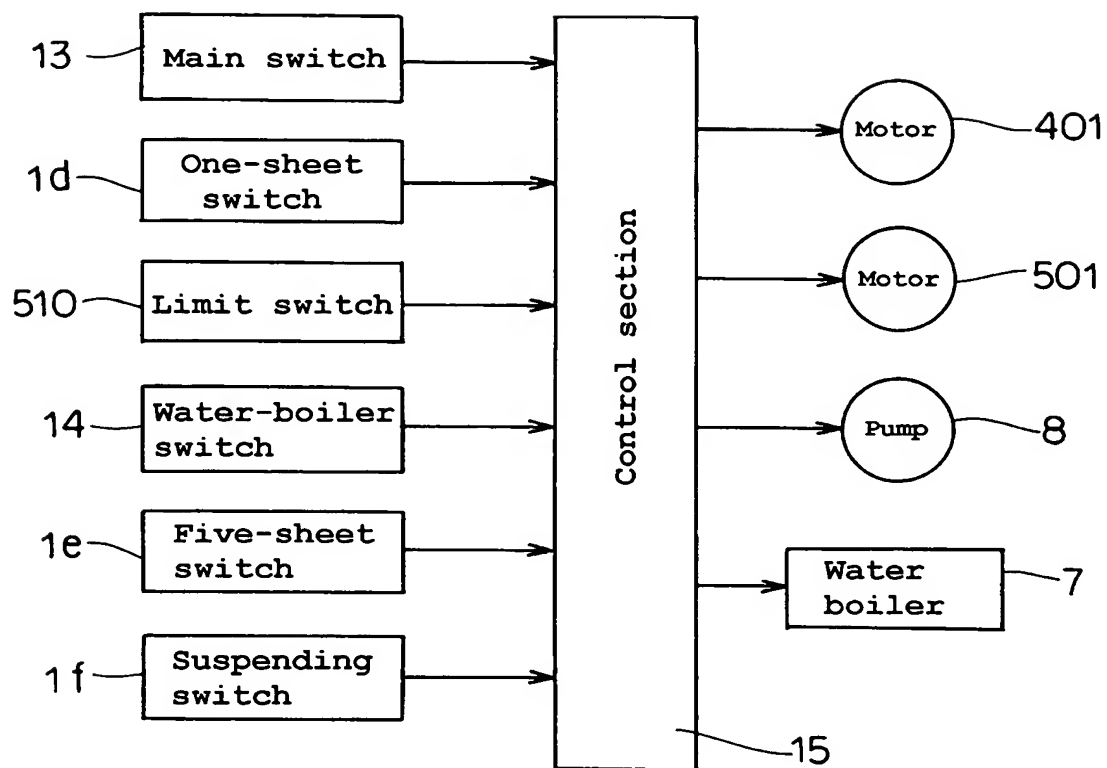 13
Main switch
1d
One-sheet
switch
510
Limit switch
14
Water-boiler
switch
1e
Five-sheet
switch
1f
Suspending
switch
Control section
15
Motor
401
Motor
501
Pump
8
Water
boiler
7